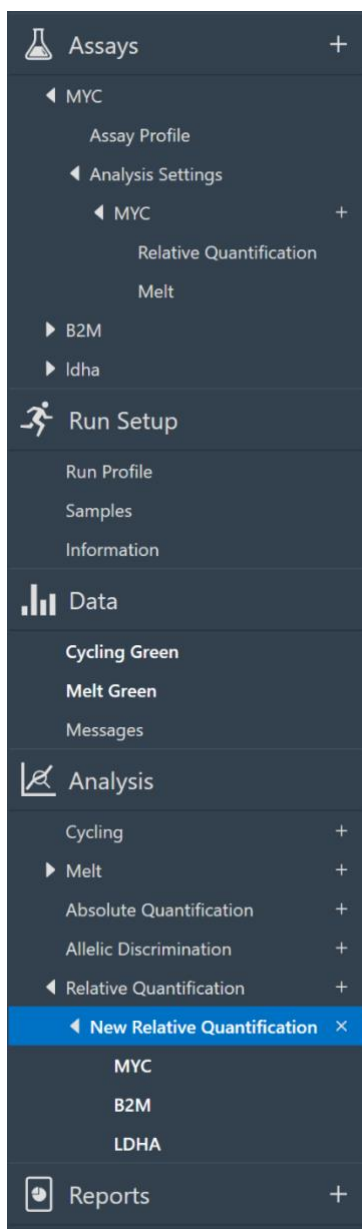 Assays +
MYC
Assay Profile
Analysis Settings
MYC +
Relative Quantification
Melt
B2M
ldha
Run Setup
Run Profile
Samples
Information
Data
Cycling Green
Melt Green
Messages
Analysis
Cycling +
Melt +
Absolute Quantification +
Allelic Discrimination +
Relative Quantification +
New Relative Quantification ×
MYC
B2M
LDHA
Reports +